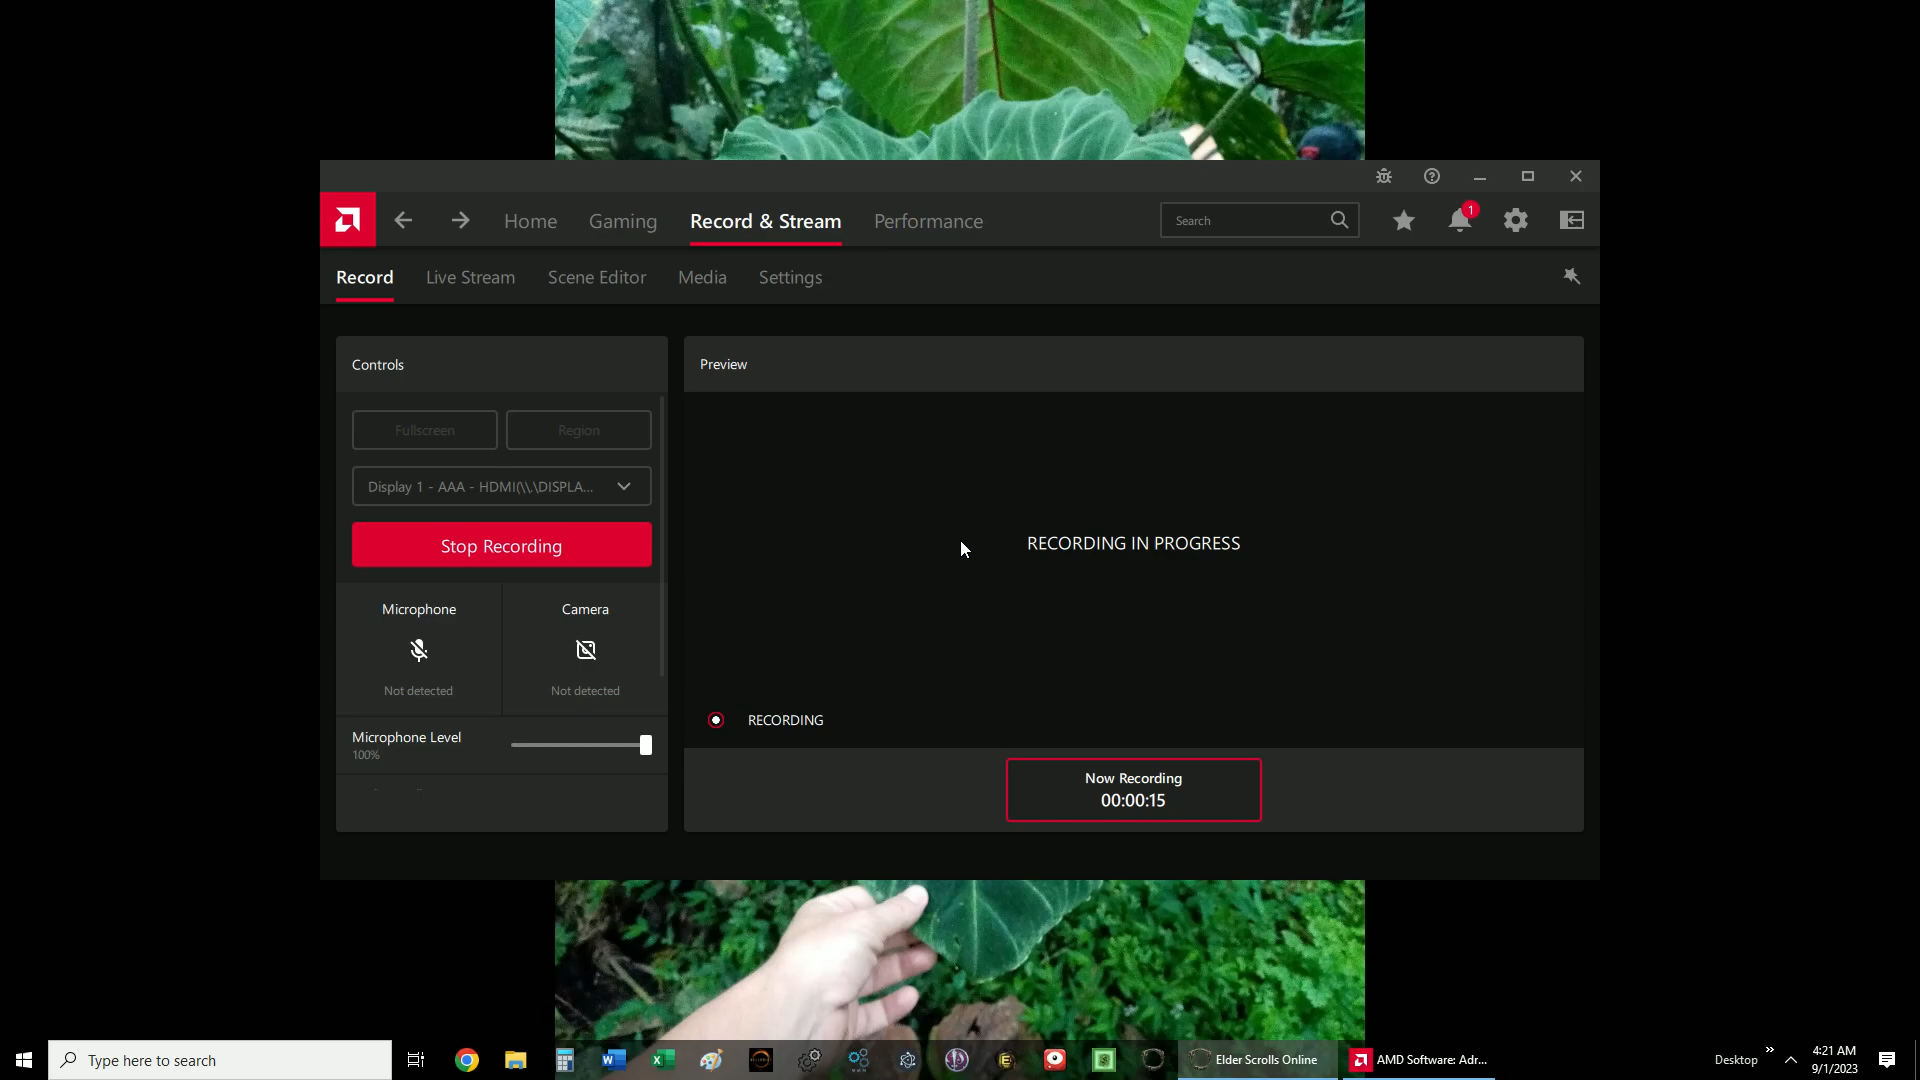 Home
Gaming
Record & Stream
Performance
Search
1
Record
Live Stream
Scene Editor
Media
Settings
Controls
Fullscreen
Region
Display 1 - AAA - HDMI(\\.\DISPLA...
Stop Recording
Microphone
Camera
Not detected
Not detected
Microphone Level
100%
Preview
RECORDING IN PROGRESS
RECORDING
Now Recording
00:00:15
Type here to search
Elder Scrolls Online
AMD Software: Adr...
Desktop
4:21 AM
9/1/2023